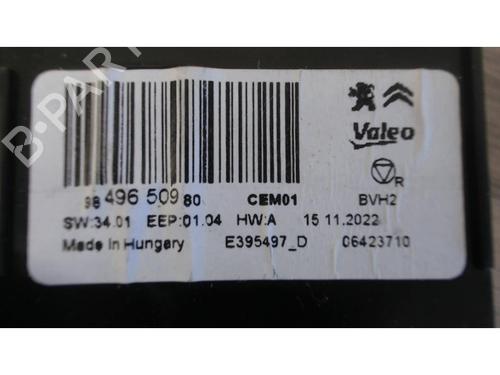 B-PARTS
Valeo
R
98 496 509 80 CEM01 BVH2
SW:34.01 EEP:01.04 HW:A 15 11.2022
Made In Hungary E395497_D 06423710